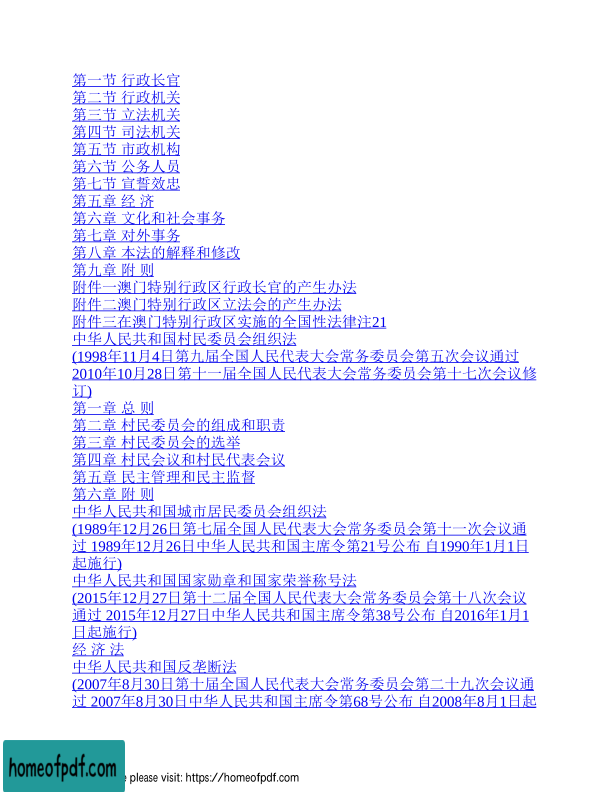 第一节 行政长官
第二节 行政机关
第三节 立法机关
第四节 司法机关
第五节 市政机构
第六节 公务人员
第七节 宣誓效忠
第五章 经 济
第六章 文化和社会事务
第七章 对外事务
第八章 本法的解释和修改
第九章 附 则
附件一澳门特别行政区行政长官的产生办法
附件二澳门特别行政区立法会的产生办法
附件三在澳门特别行政区实施的全国性法律注21
中华人民共和国村民委员会组织法
(1998年11月4日第九届全国人民代表大会常务委员会第五次会议通过
2010年10月28日第十一届全国人民代表大会常务委员会第十七次会议修
订)
第一章 总 则
第二章 村民委员会的组成和职责
第三章 村民委员会的选举
第四章 村民会议和村民代表会议
第五章 民主管理和民主监督
第六章 附 则
中华人民共和国城市居民委员会组织法
(1989年12月26日第七届全国人民代表大会常务委员会第十一次会议通
过 1989年12月26日中华人民共和国主席令第21号公布 自1990年1月1日
起施行)
中华人民共和国国家勋章和国家荣誉称号法
(2015年12月27日第十二届全国人民代表大会常务委员会第十八次会议
通过 2015年12月27日中华人民共和国主席令第38号公布 自2016年1月1
日起施行)
经 济 法
中华人民共和国反垄断法
(2007年8月30日第十届全国人民代表大会常务委员会第二十九次会议通
过 2007年8月30日中华人民共和国主席令第68号公布 自2008年8月1日起
homeofpdf.com
e please visit: https://homeofpdf.com